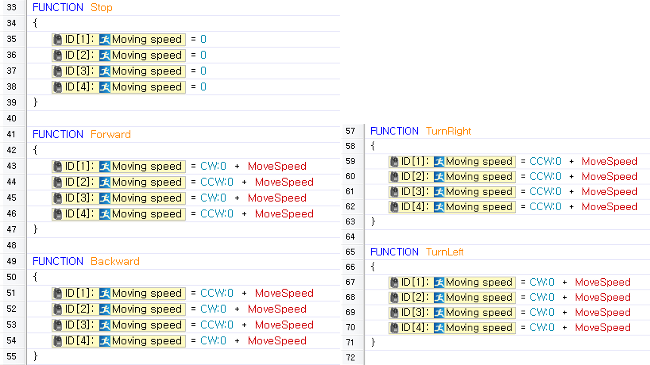 33 FUNCTION Stop
34 {
35 ID[1]: Moving speed = 0
36 ID[2]: Moving speed = 0
37 ID[3]: Moving speed = 0
38 ID[4]: Moving speed = 0
39 }
40
41 FUNCTION Forward
42 {
43 ID[1]: Moving speed = CW:0 + MoveSpeed
44 ID[2]: Moving speed = CCW:0 + MoveSpeed
45 ID[3]: Moving speed = CW:0 + MoveSpeed
46 ID[4]: Moving speed = CCW:0 + MoveSpeed
47 }
48
49 FUNCTION Backward
50 {
51 ID[1]: Moving speed = CCW:0 + MoveSpeed
52 ID[2]: Moving speed = CW:0 + MoveSpeed
53 ID[3]: Moving speed = CCW:0 + MoveSpeed
54 ID[4]: Moving speed = CW:0 + MoveSpeed
55 }
57 FUNCTION TurnRight
58 {
59 ID[1]: Moving speed = CCW:0 + MoveSpeed
60 ID[2]: Moving speed = CCW:0 + MoveSpeed
61 ID[3]: Moving speed = CCW:0 + MoveSpeed
62 ID[4]: Moving speed = CCW:0 + MoveSpeed
63 }
64
65 FUNCTION TurnLeft
66 {
67 ID[1]: Moving speed = CW:0 + MoveSpeed
68 ID[2]: Moving speed = CW:0 + MoveSpeed
69 ID[3]: Moving speed = CW:0 + MoveSpeed
70 ID[4]: Moving speed = CW:0 + MoveSpeed
71 }
72